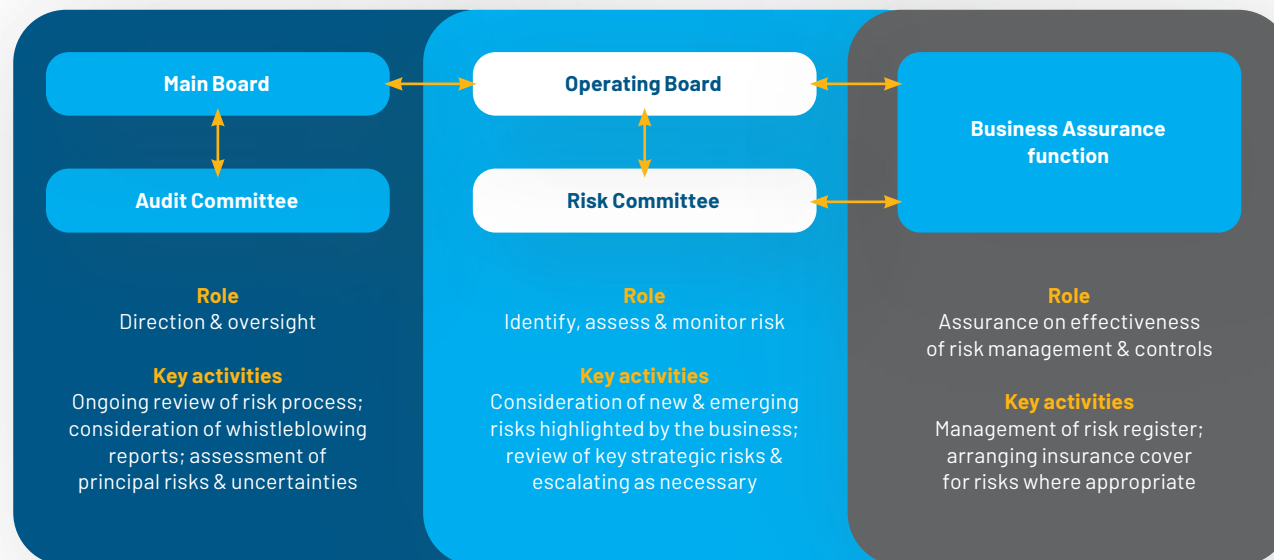 Main Board
Audit Committee
Role
Direction & oversight
Key activities
Ongoing review of risk process;
consideration of whistleblowing
reports; assessment of
principal risks & uncertainties
Operating Board
Risk Committee
Role
Identify, assess & monitor risk
Key activities
Consideration of new & emerging
risks highlighted by the business;
review of key strategic risks &
escalating as necessary
Business Assurance
function
Role
Assurance on effectiveness
of risk management & controls
Key activities
Management of risk register;
arranging insurance cover
for risks where appropriate